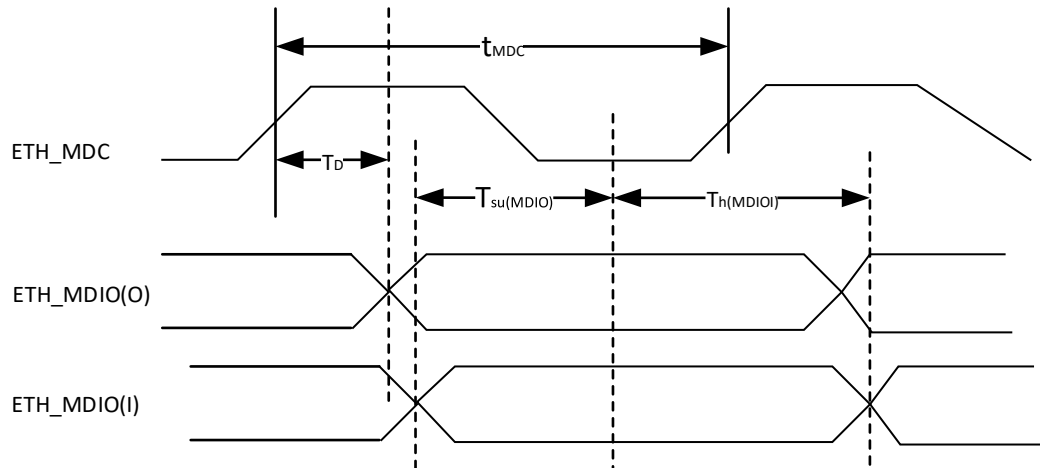 tMDC
ETH_MDC
TD
Tsu(MDIO)
Th(MDIOI)
ETH_MDIO(O)
ETH_MDIO(I)